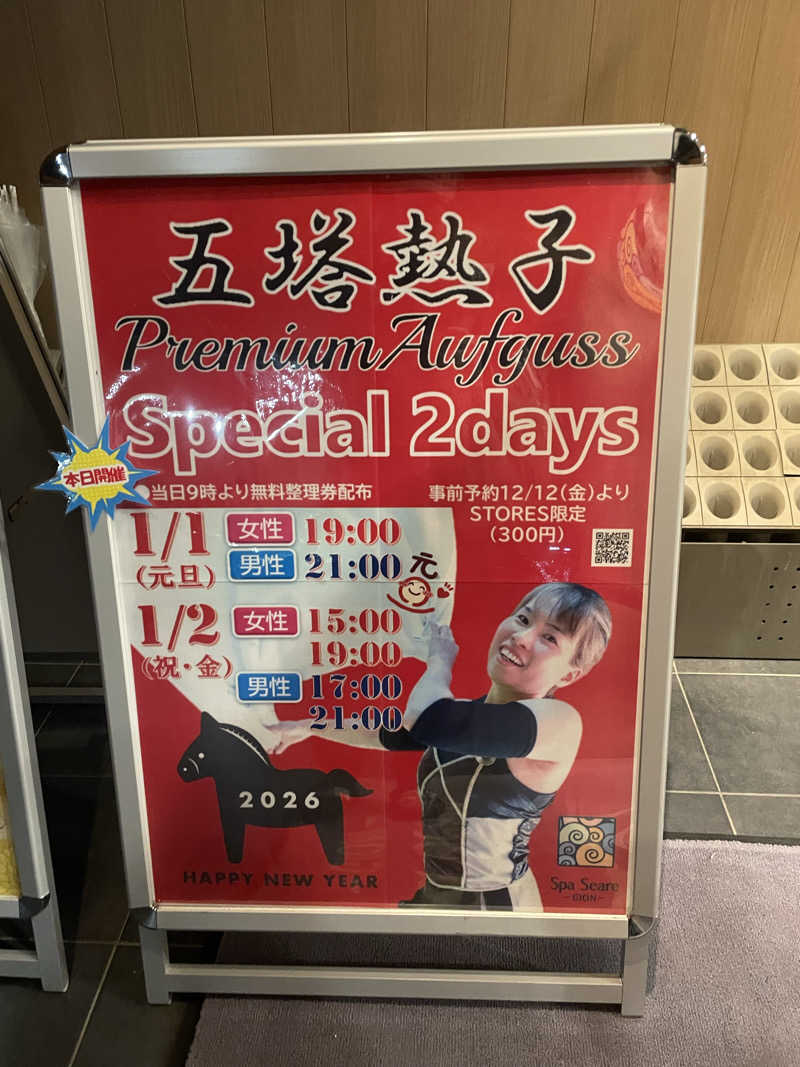 五塔熱子
Premium Aufguss
Special 2days
本日開催
●当日9時より無料整理券配布
事前予約12/12(金)より
STORES限定
(300円)
1/1
(元旦)
女性 19:00
男性 21:00
元
1/2
(祝・金)
女性 15:00
19:00
男性 17:00
21:00
2026
HAPPY NEW YEAR
Spa Seare
-GION-